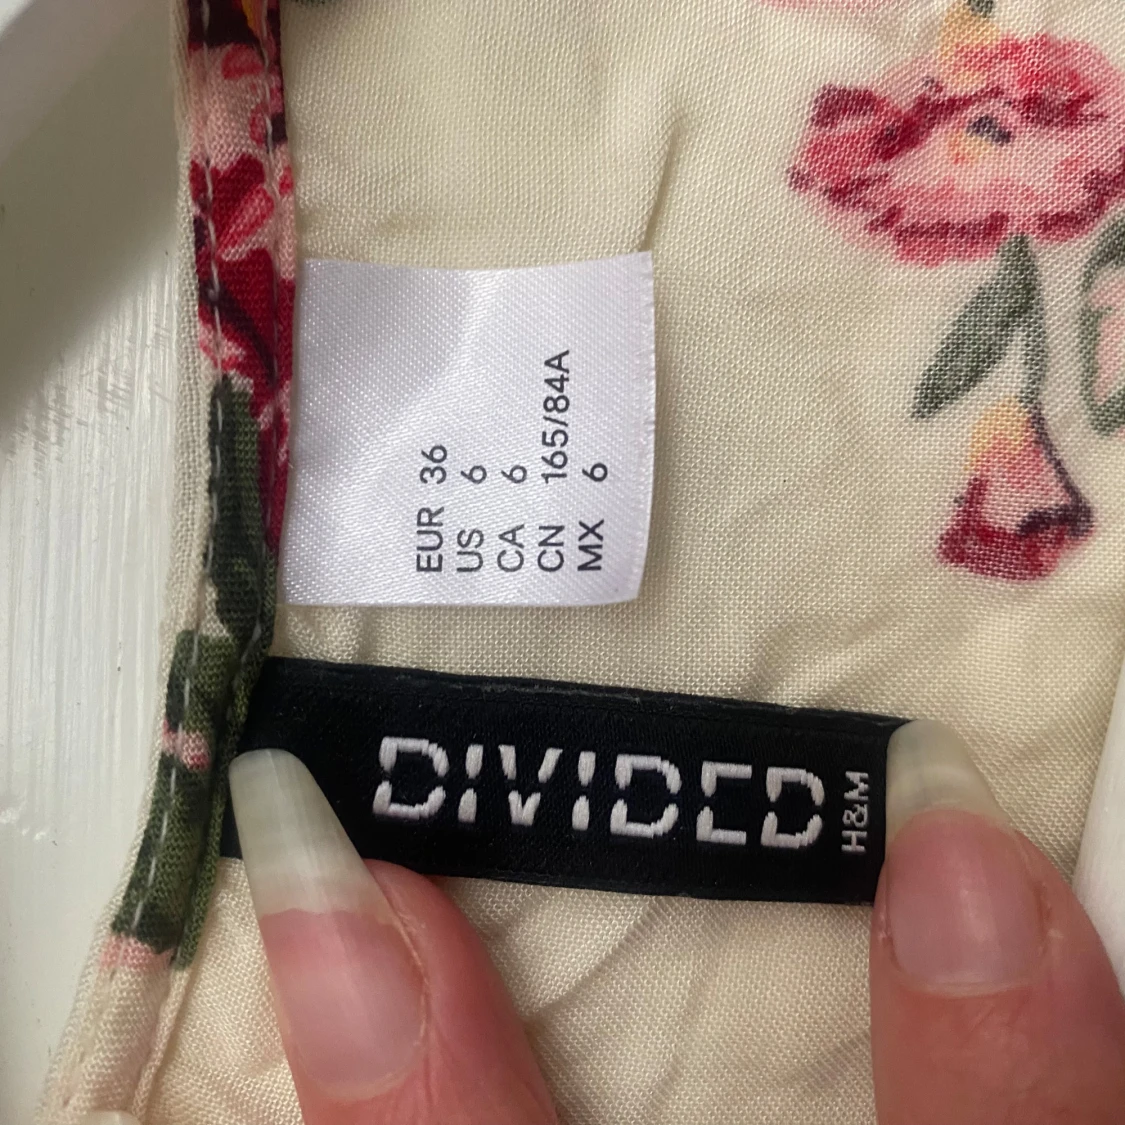 EUR 36
US 6
CA 6
CN 165/84A
MX 6
DIVIDED
H&M